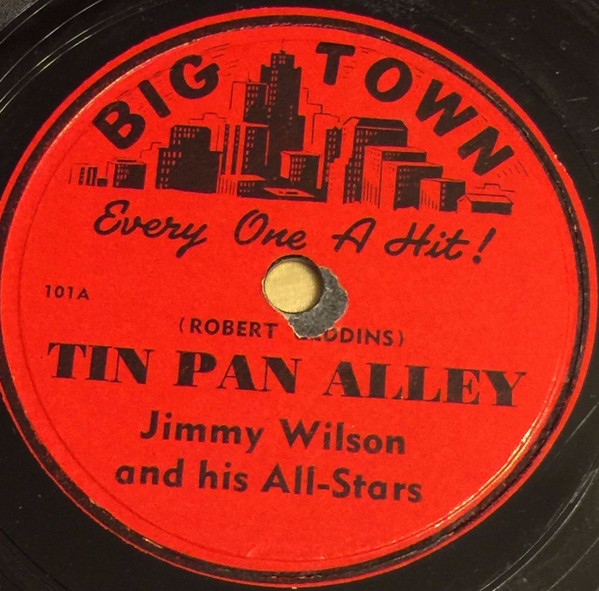 BIG TOWN
Every One A Hit!
101A
(ROBERT
TIN PAN ALLEY
Jimmy Wilson
and his All-Stars